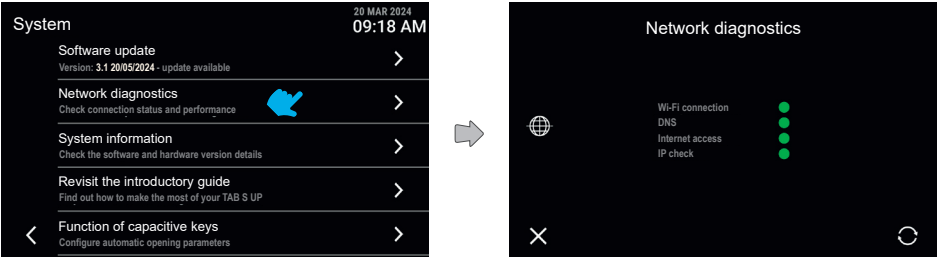 System
20 MAR 2024
09:18 AM
Software update
Version: 3.1 20/05/2024 - update available
Network diagnostics
Check connection status and performance
System information
Check the software and hardware version details
Revisit the introductory guide
Find out how to make the most of your TAB S UP
Function of capacitive keys
Configure automatic opening parameters
Network diagnostics
Wi-Fi connection
DNS
Internet access
IP check